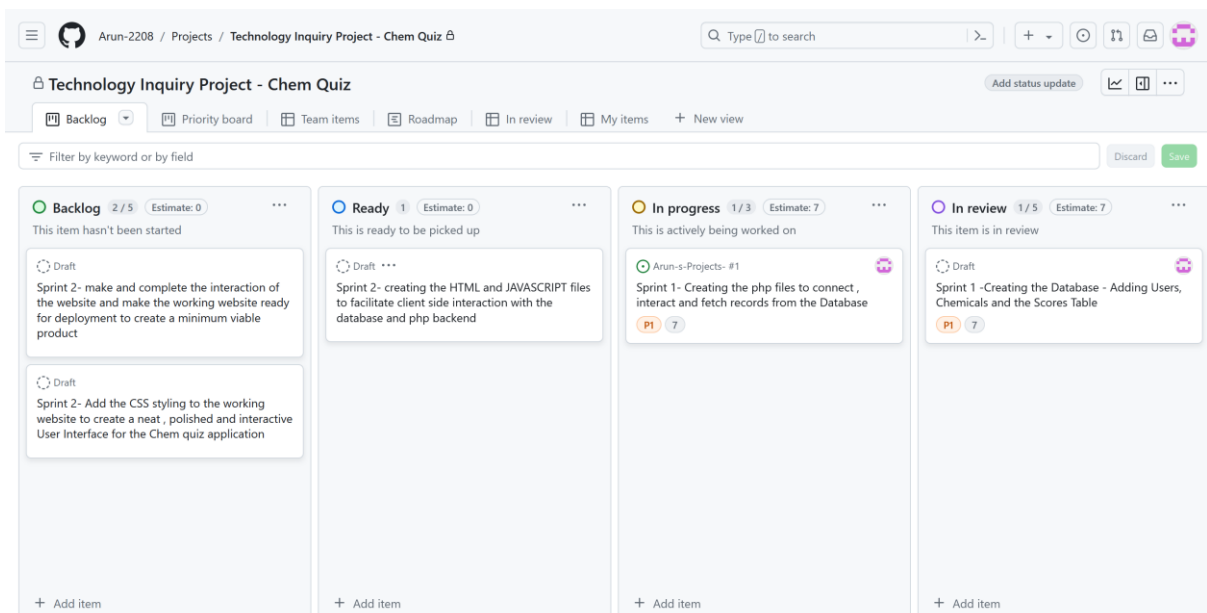 Arun-2208 / Projects / Technology Inquiry Project - Chem Quiz
Type / to search
Technology Inquiry Project - Chem Quiz
Add status update
Backlog
Priority board
Team items
Roadmap
In review
My items
+ New view
Filter by keyword or by field
Discard
Save
Backlog 2 / 5 Estimate: 0 ...
This item hasn't been started
Draft
Sprint 2- make and complete the interaction of
the website and make the working website ready
for deployment to create a minimum viable
product
Draft
Sprint 2- Add the CSS styling to the working
website to create a neat , polished and interactive
User Interface for the Chem quiz application
+ Add item
Ready 1 Estimate: 0 ...
This is ready to be picked up
Draft ...
Sprint 2- creating the HTML and JAVASCRIPT files
to facilitate client side interaction with the
database and php backend
+ Add item
In progress 1 / 3 Estimate: 7 ...
This is actively being worked on
Arun-s-Projects- #1
Sprint 1- Creating the php files to connect ,
interact and fetch records from the Database
P1 7
+ Add item
In review 1 / 5 Estimate: 7 ...
This item is in review
Draft
Sprint 1 -Creating the Database - Adding Users,
Chemicals and the Scores Table
P1 7
+ Add item